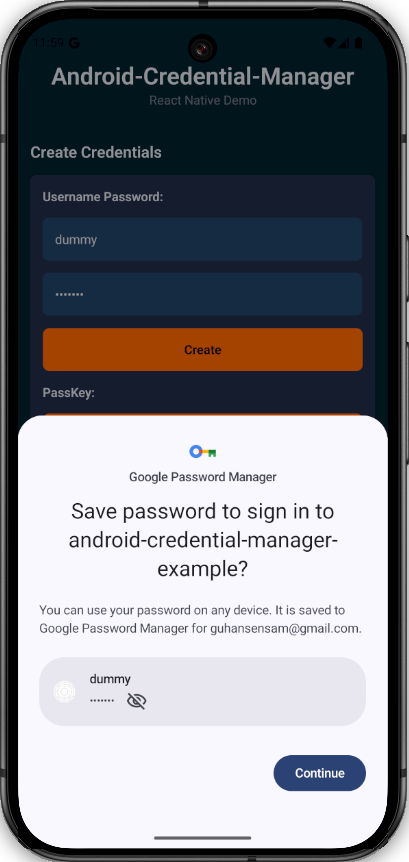 11:59 G
Android-Credential-Manager
React Native Demo
Create Credentials
Username Password:
dummy
•••••••
Create
PassKey:
Google Password Manager
Save password to sign in to
android-credential-manager-
example?
You can use your password on any device. It is saved to
Google Password Manager for guhansensam@gmail.com.
dummy
•••••••
Continue